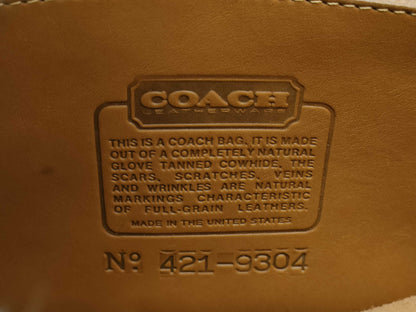 COACH
LEATHERWARE
THIS IS A COACH BAG. IT IS MADE
OUT OF A COMPLETELY NATURAL
GLOVE TANNED COWHIDE, THE
SCARS, SCRATCHES, VEINS
AND WRINKLES ARE NATURAL
MARKINGS CHARACTERISTIC
OF FULL-GRAIN LEATHERS.
MADE IN THE UNITED STATES
Nº 421-9304